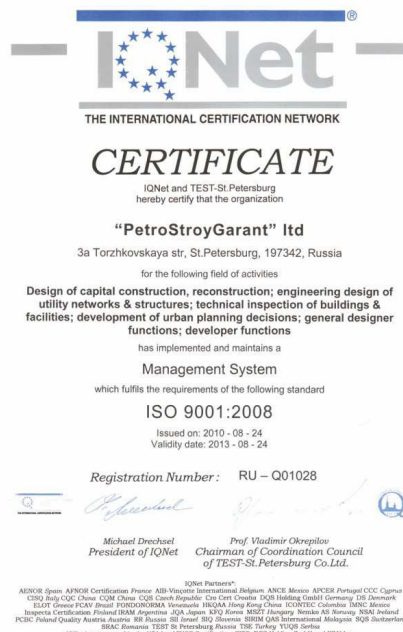 IQNet ®
THE INTERNATIONAL CERTIFICATION NETWORK
CERTIFICATE
IQNet and TEST-St.Petersburg
hereby certify that the organization
“PetroStroyGarant” ltd
3a Torzhkovskaya str, St.Petersburg, 197342, Russia
for the following field of activities
Design of capital construction, reconstruction; engineering design of
utility networks & structures; technical inspection of buildings &
facilities; development of urban planning decisions; general designer
functions; developer functions
has implemented and maintains a
Management System
which fulfils the requirements of the following standard
ISO 9001:2008
Issued on: 2010 - 08 - 24
Validity date: 2013 - 08 - 24
Registration Number: RU – Q01028
Michael Drechsel
President of IQNet
Prof. Vladimir Okrepilov
Chairman of Coordination Council
of TEST-St.Petersburg Co.Ltd.
IQNet Partners*:
AENOR Spain AFNOR Certification France AIB-Vinçotte International Belgium ANCE Mexico APCER Portugal CCC Cyprus
CISQ Italy CQC China CQM China CQS Czech Republic Cro Cert Croatia DQS Holding GmbH Germany DS Denmark
ELOT Greece FCAV Brazil FONDONORMA Venezuela HKQAA Hong Kong China ICONTEC Colombia IMNC Mexico
Inspecta Certification Finland IRAM Argentina JQA Japan KFQ Korea MSZT Hungary Nemko AS Norway NSAI Ireland
PCBC Poland Quality Austria Austria RR Russia SII Israel SIQ Slovenia SIRIM QAS International Malaysia SQS Switzerland
SRAC Romania TEST St Petersburg Russia TSE Turkey YUQS Serbia